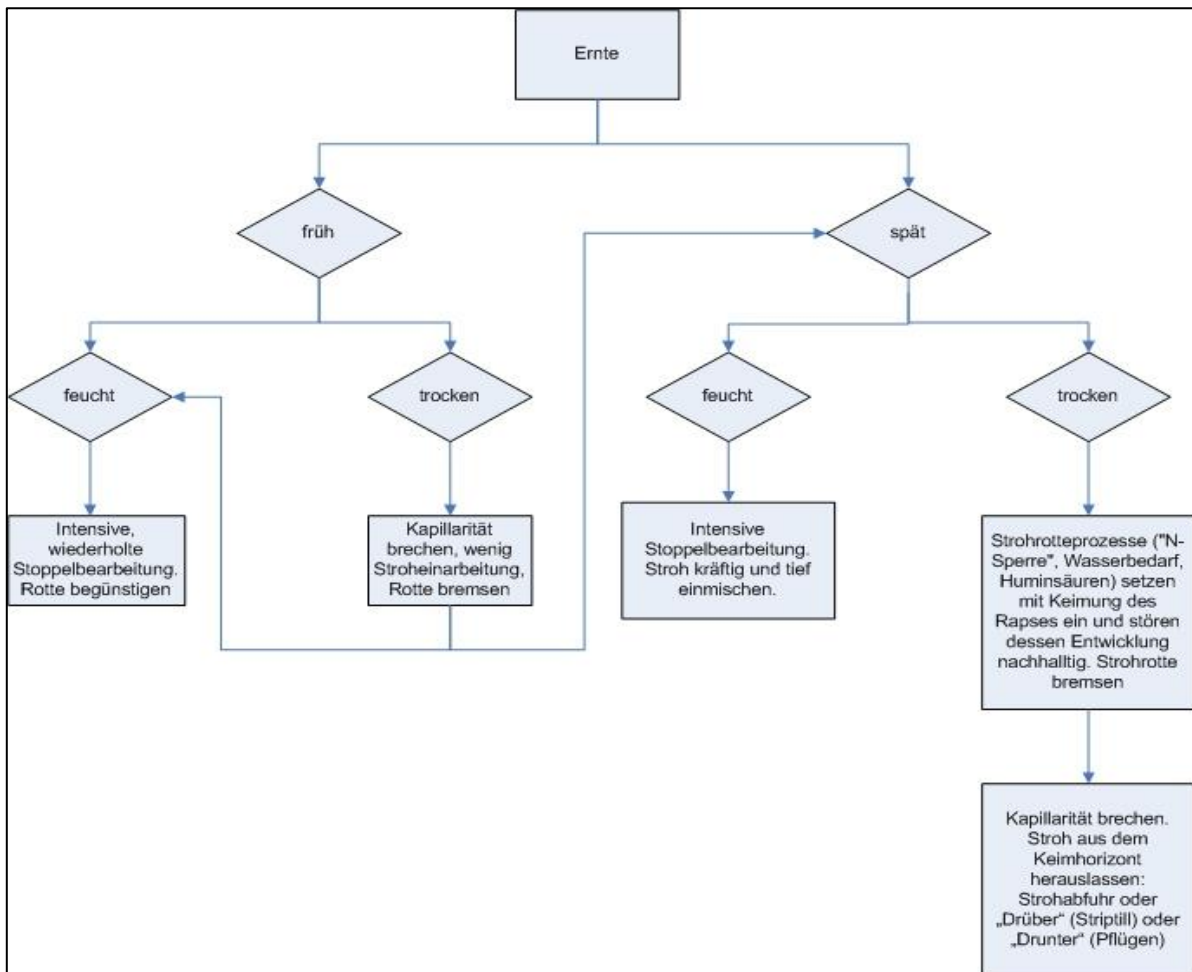 Ernte
früh
spät
feucht
trocken
feucht
trocken
Intensive,
wiederholte
Stoppelbearbeitung.
Rotte begünstigen
Kapillarität
brechen, wenig
Stroheinarbeitung,
Rotte bremsen
Intensive
Stoppelbearbeitung.
Stroh kräftig und tief
einmischen.
Strohrotteprozesse ("N-
Sperre", Wasserbedarf,
Huminsäuren) setzen
mit Keimung des
Rapses ein und stören
dessen Entwicklung
nachhalltig. Strohrotte
bremsen
Kapillarität brechen.
Stroh aus dem
Keimhorizont
herauslassen:
Strohabfuhr oder
„Drüber“ (Striptill) oder
„Drunter“ (Pflügen)